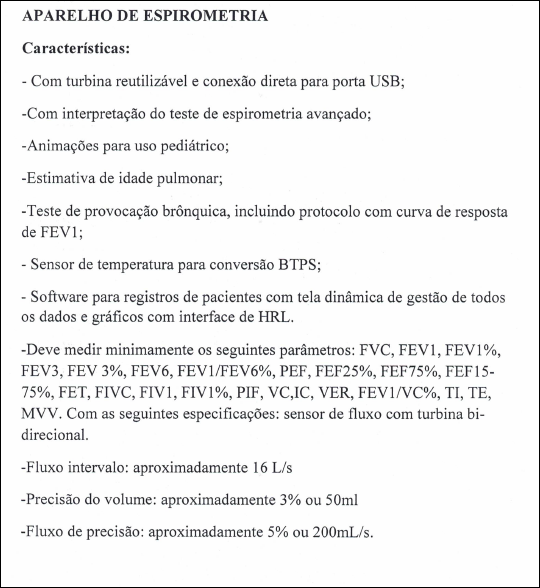 APARELHO DE ESPIROMETRIA
Características:
- Com turbina reutilizável e conexão direta para porta USB;
-Com interpretação do teste de espirometria avançado;
-Animações para uso pediátrico;
-Estimativa de idade pulmonar;
-Teste de provocação brônquica, incluindo protocolo com curva de resposta
de FEV1;
- Sensor de temperatura para conversão BTPS;
- Software para registros de pacientes com tela dinâmica de gestão de todos
os dados e gráficos com interface de HRL.
-Deve medir minimamente os seguintes parâmetros: FVC, FEV1, FEV1%,
FEV3, FEV 3%, FEV6, FEV1/FEV6%, PEF, FEF25%, FEF75%, FEF15-
75%, FET, FIVC, FIV1, FIV1%, PIF, VC,IC, VER, FEV1/VC%, TI, TE,
MVV. Com as seguintes especificações: sensor de fluxo com turbina bi-
direcional.
-Fluxo intervalo: aproximadamente 16 L/s
-Precisão do volume: aproximadamente 3% ou 50ml
-Fluxo de precisão: aproximadamente 5% ou 200mL/s.